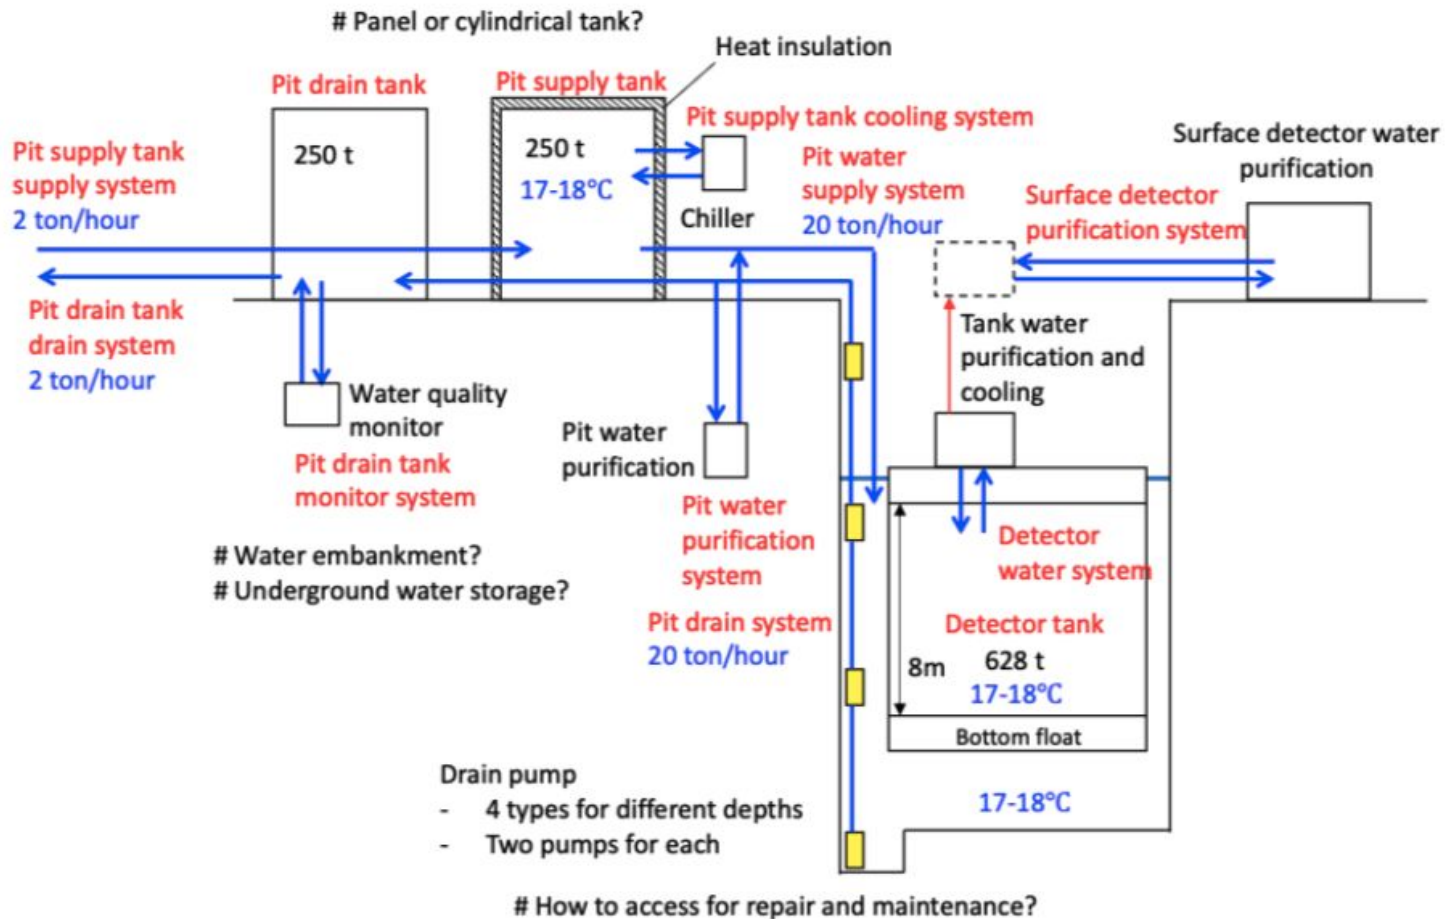 # Panel or cylindrical tank?
Heat insulation
Pit drain tank
Pit supply tank
250 t
250 t
17-18℃
Pit supply tank cooling system
Chiller
Pit supply tank
supply system
2 ton/hour
Pit water
supply system
20 ton/hour
Surface detector water
purification
Surface detector
purification system
Pit drain tank
drain system
2 ton/hour
Tank water
purification and
cooling
Water quality
monitor
Pit drain tank
monitor system
Pit water
purification
Pit water
purification
system
# Water embankment?
# Underground water storage?
Detector
water system
Pit drain system
20 ton/hour
Detector tank
628 t
8m
17-18℃
Bottom float
17-18℃
Drain pump
- 4 types for different depths
- Two pumps for each
# How to access for repair and maintenance?